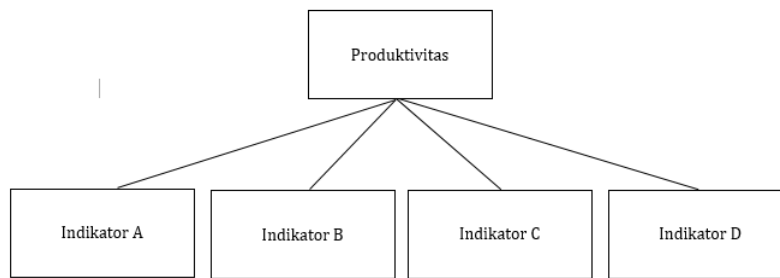 Produktivitas
Indikator A
Indikator B
Indikator C
Indikator D